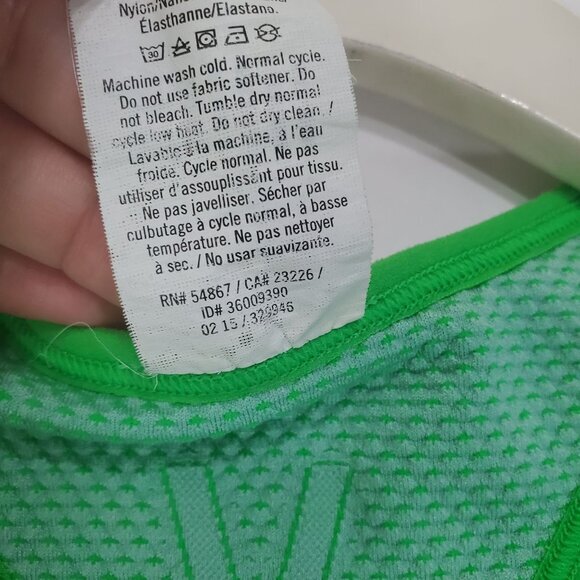 Nylon/
Élasthanne/Elastano.
30
Machine wash cold. Normal cycle.
Do not use fabric softener. Do
not bleach. Tumble dry normal
cycle low heat. Do not dry clean. /
Lavable à la machine, à l'eau
froide. Cycle normal. Ne pas
utiliser d'assouplissant pour tissu.
Ne pas javelliser. Sécher par
culbutage à cycle normal, à basse
température. Ne pas nettoyer
à sec. / No usar suavizante.
RN# 54867 / CA# 23226 /
ID# 36009390
02 15 / 329946